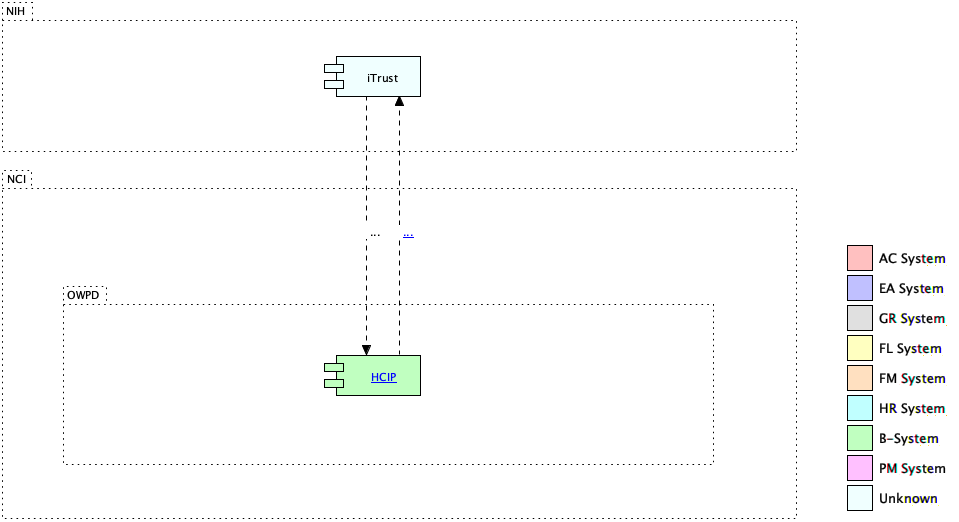 NIH
iTrust
NCI
... ...
OWPD
HCIP
AC System
EA System
GR System
FL System
FM System
HR System
B-System
PM System
Unknown